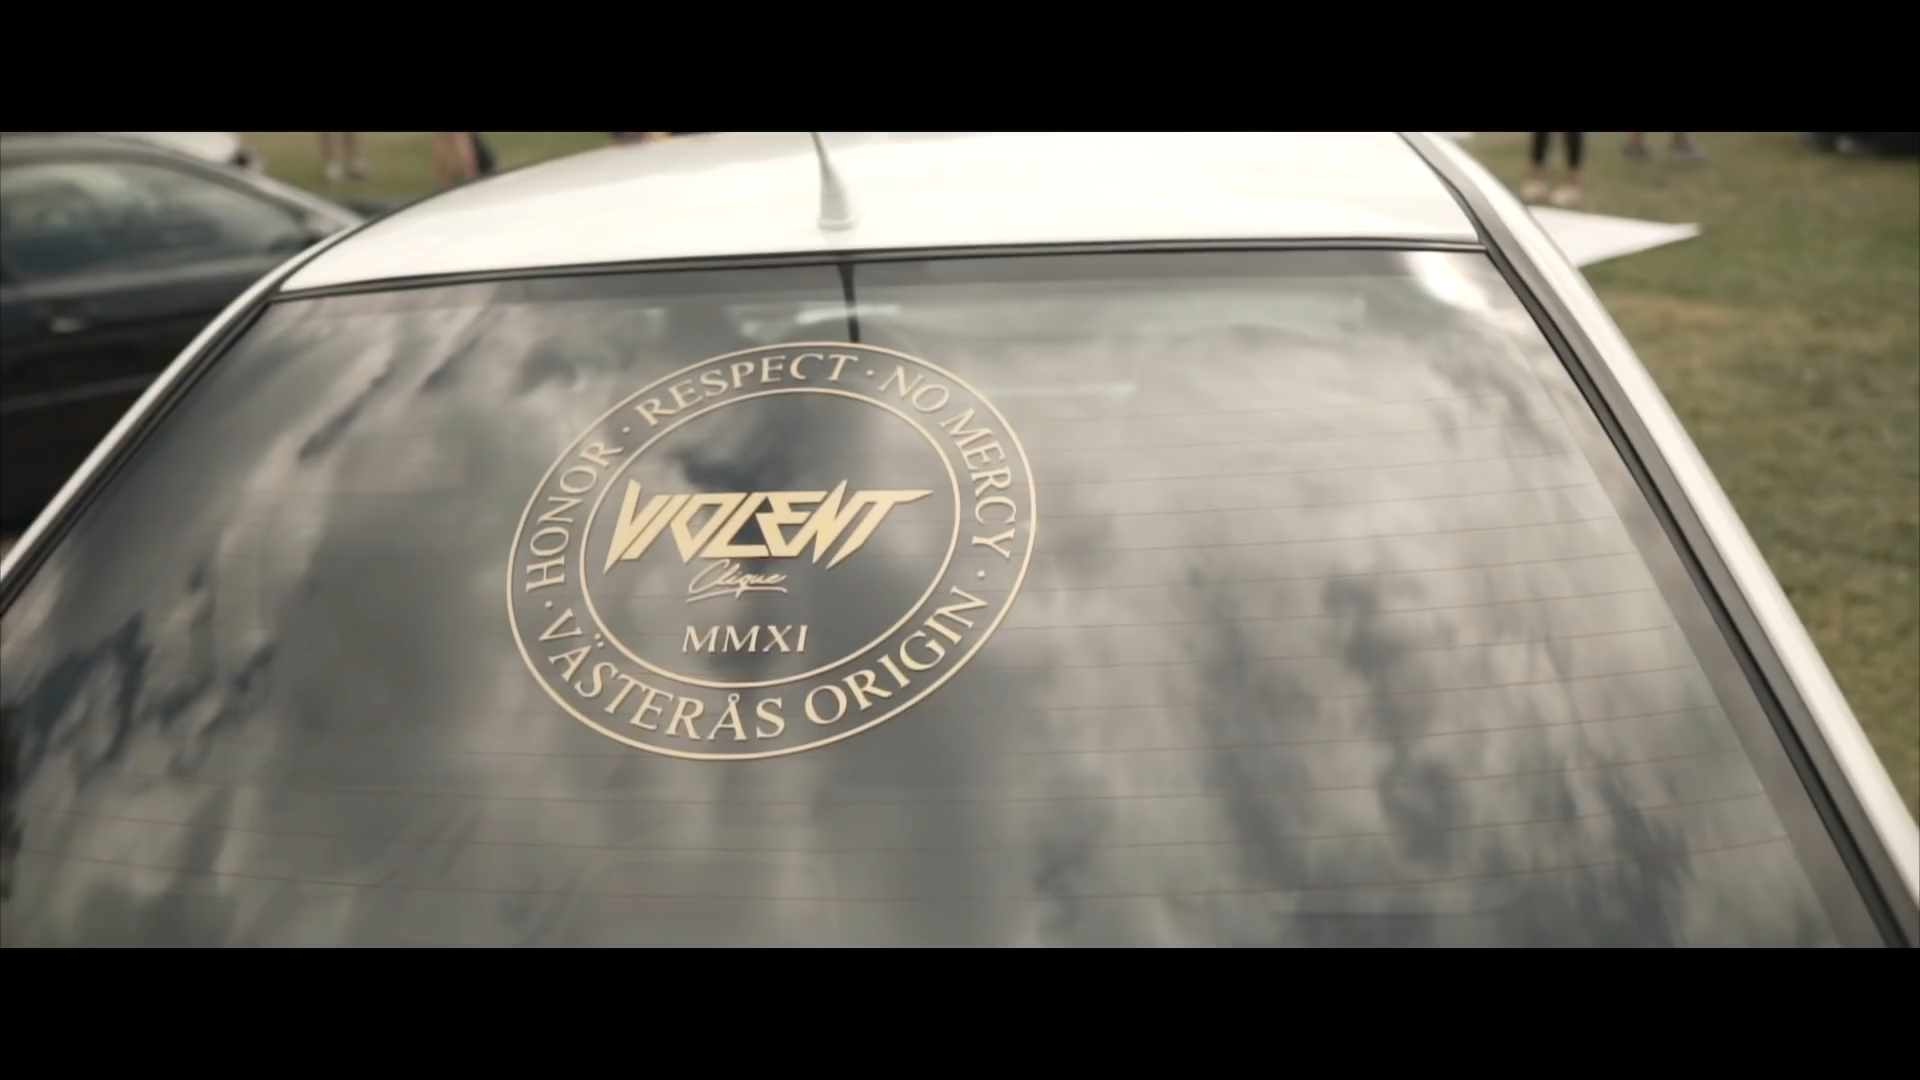 HONOR · RESPECT · NO MERCY ·
VIOLENT
Clique
MMXI
VÄSTERÅS ORIGIN ·